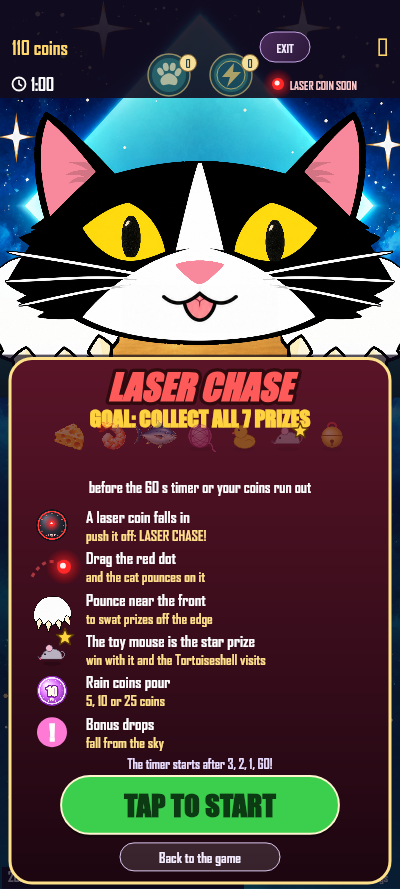 110 coins
EXIT
0
0
1:00
LASER COIN SOON
LASER CHASE
GOAL: COLLECT ALL 7 PRIZES
before the 60 s timer or your coins run out
A laser coin falls in
push it off: LASER CHASE!
Drag the red dot
and the cat pounces on it
Pounce near the front
to swat prizes off the edge
The toy mouse is the star prize
win with it and the Tortoiseshell visits
10
Rain coins pour
5, 10 or 25 coins
!
Bonus drops
fall from the sky
The timer starts after 3, 2, 1, GO!
TAP TO START
Back to the game